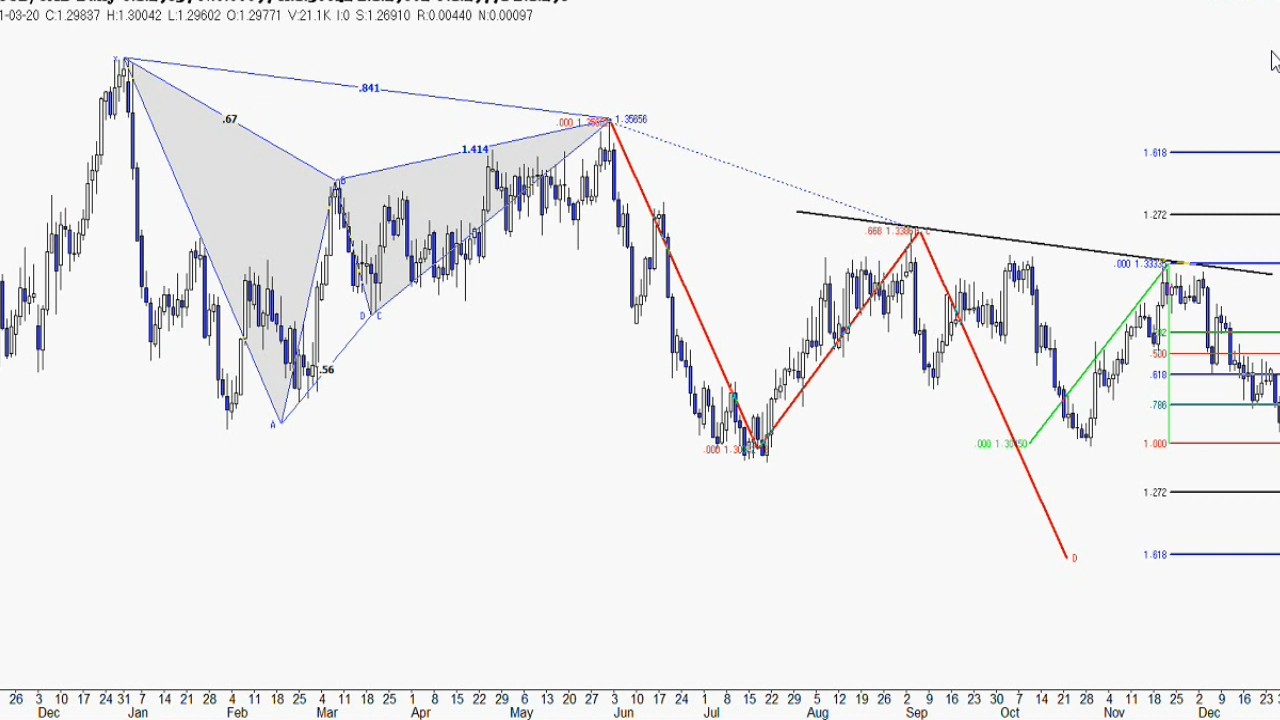 1-03-20 C:1.29837 H:1.30042 L:1.29602 O:1.29771 V:21.1K I:0 S:1.26910 R:0.00440 N:0.00097
X
.841
.67
.000
1.35856
1.414
B
1.618
1.272
.668
C
.000
D C
.500
.56
.618
.786
A
.000
.000
1.000
1.272
1.618
D
26 3 10 17 24 31 7 14 21 28 4 11 18 25 4 11 18 25 1 8 15 22 29 6 13 20 27 3 10 17 24 1 8 15 22 29 5 12 19 26 2 9 16 23 30 7 14 21 28 4 11 18 25 2 9 16 23
Dec Jan Feb Mar Apr May Jun Jul Aug Sep Oct Nov Dec